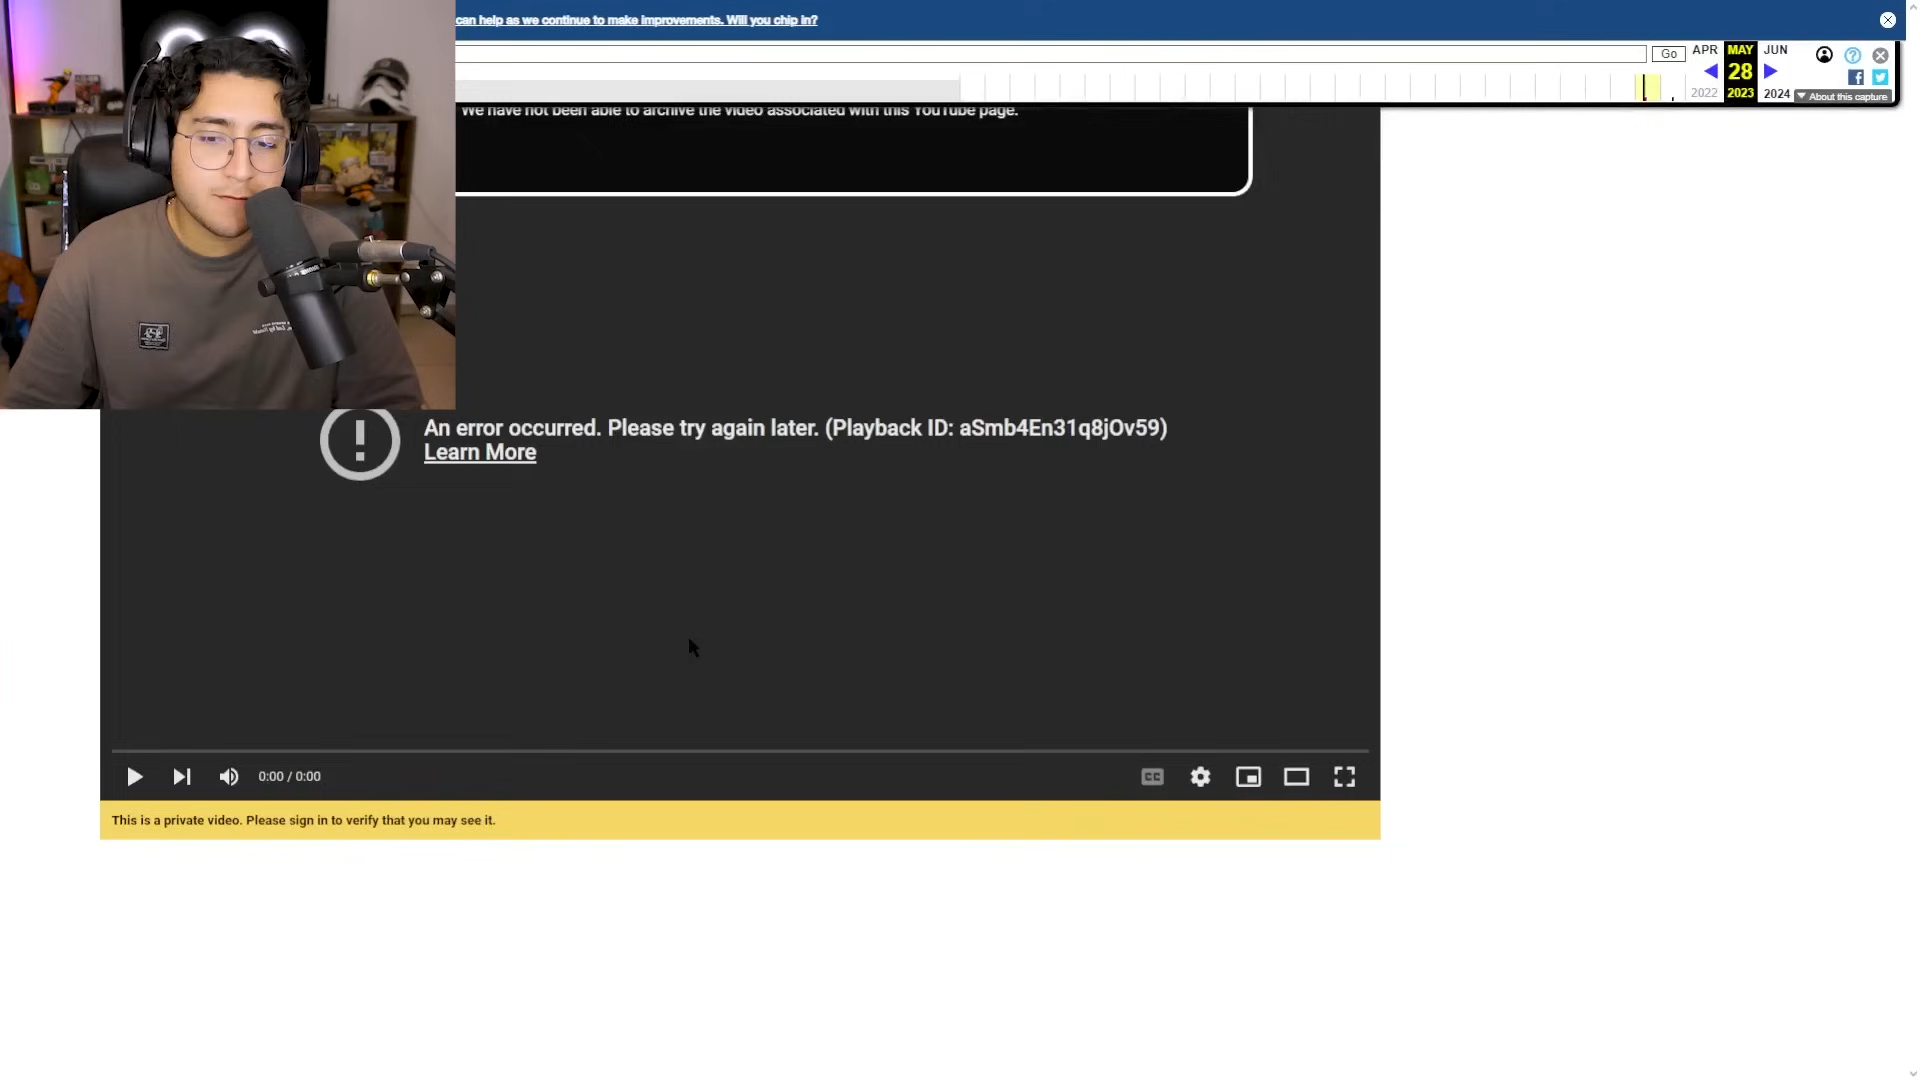 can help as we continue to make improvements. Will you chip in?
Go
APR
MAY
JUN
28
2022
2023
2024
About this capture
We have not been able to archive the video associated with this YouTube page.
An error occurred. Please try again later. (Playback ID: aSmb4En31q8jOv59)
Learn More
0:00 / 0:00
CC
This is a private video. Please sign in to verify that you may see it.